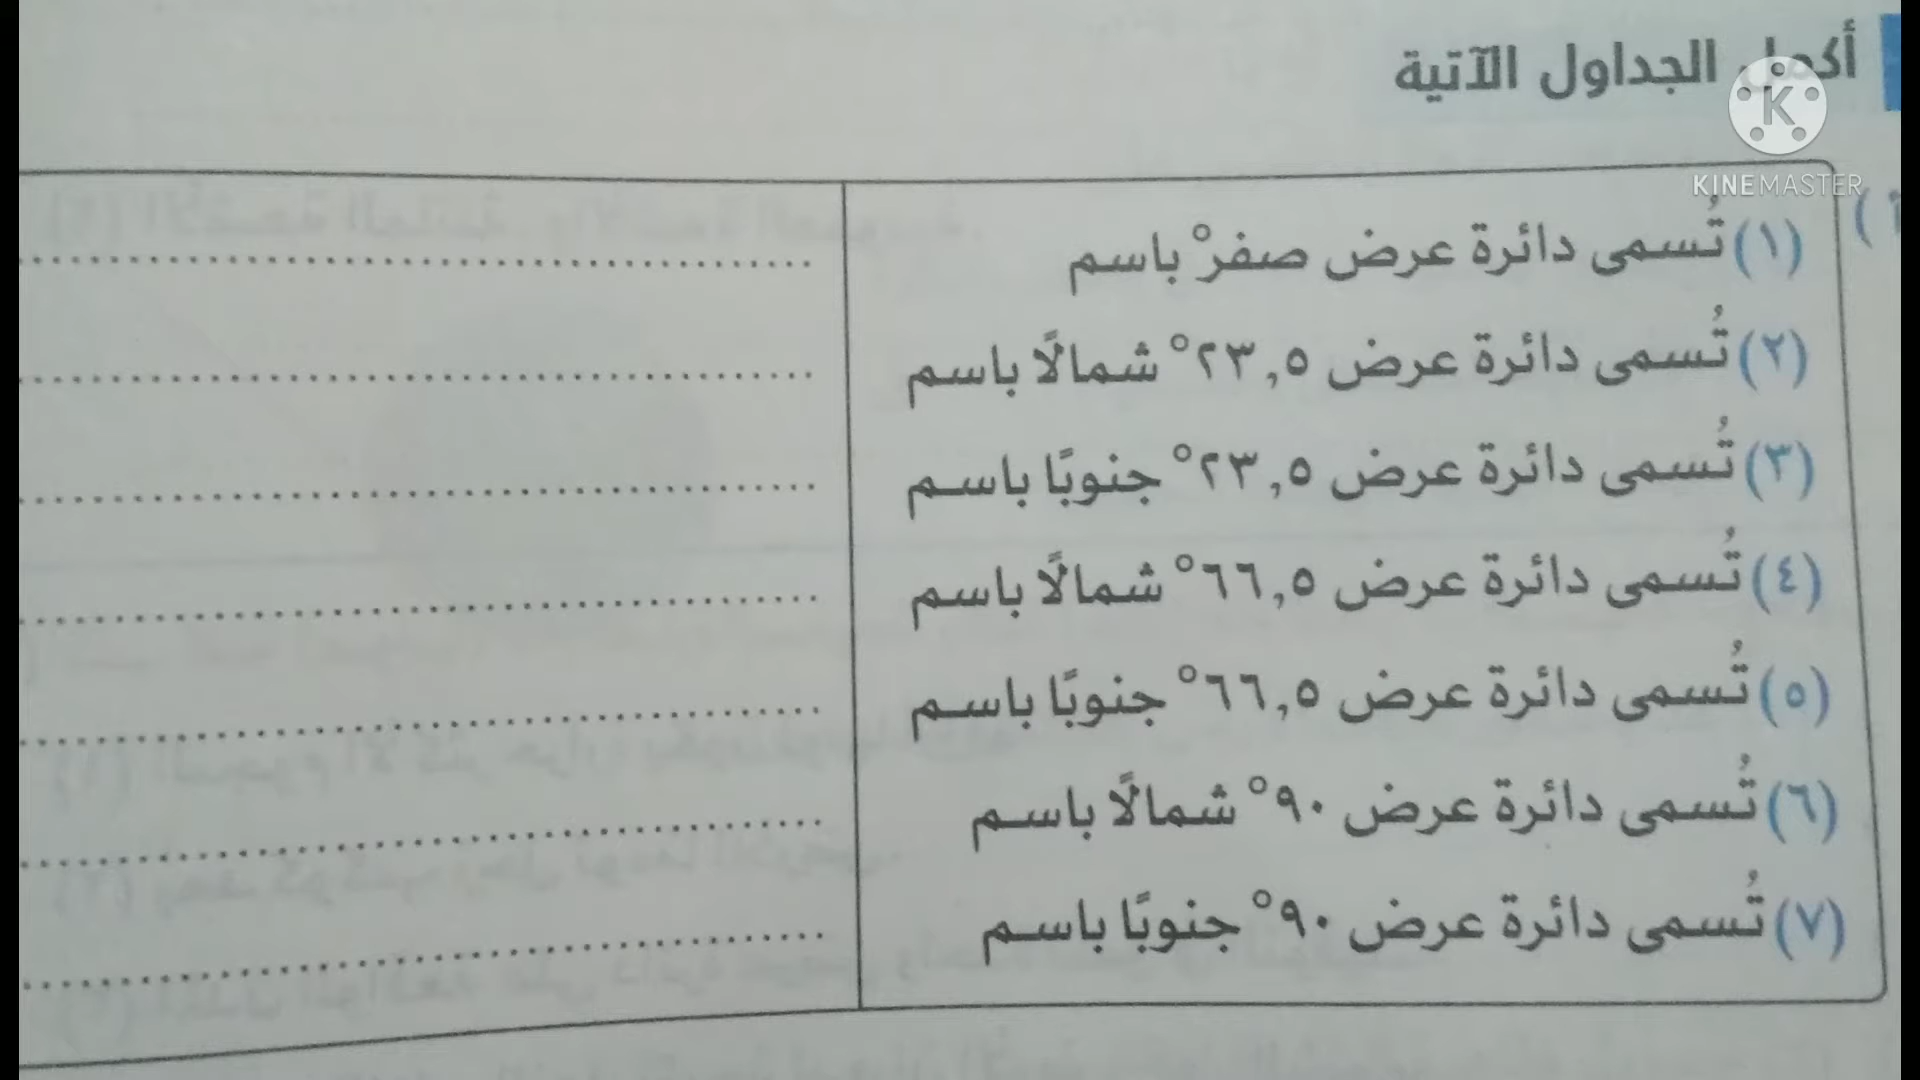 أكمل الجداول الآتية
KINEMASTER
(١) تُسمى دائرة عرض صفرْ باسم
(٢) تُسمى دائرة عرض ٢٣,٥° شمالًا باسم
(٣) تُسمى دائرة عرض ٢٣,٥° جنوبًا باسم
(٤) تُسمى دائرة عرض ٦٦,٥° شمالًا باسم
(٥) تُسمى دائرة عرض ٦٦,٥° جنوبًا باسم
(٦) تُسمى دائرة عرض ٩٠° شمالًا باسم
(٧) تُسمى دائرة عرض ٩٠° جنوبًا باسم